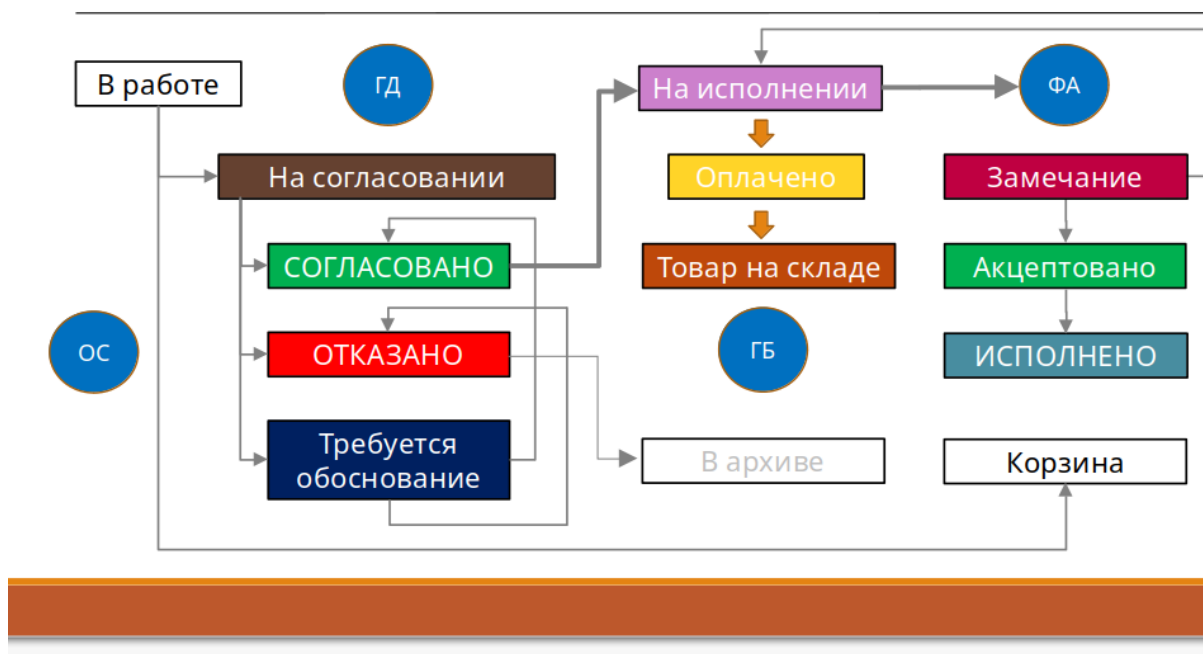 В работе
ГД
На исполнении
ФА
На согласовании
Оплачено
Замечание
СОГЛАСОВАНО
Товар на складе
Акцептовано
ОС
ОТКАЗАНО
ГБ
ИСПОЛНЕНО
Требуется
обоснование
В архиве
Корзина